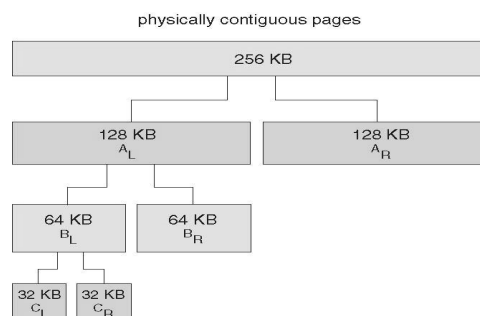 physically contiguous pages
256 KB
128 KB 128 KB
A L A R
64 KB 64 KB
B L B R
32 KB 32 KB
C L C R